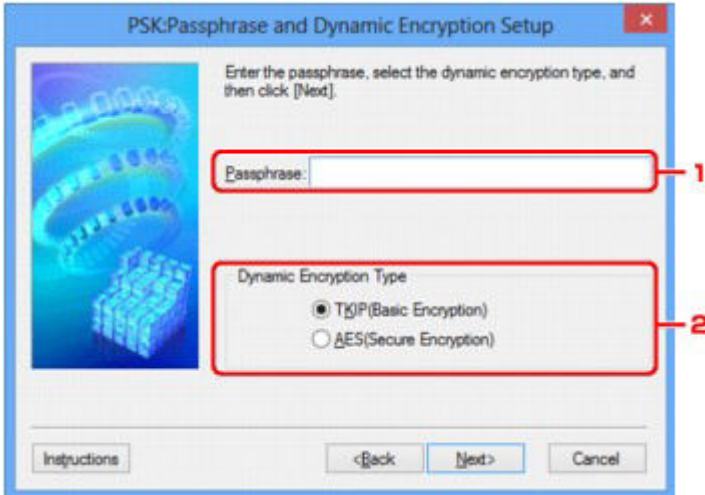 PSK:Passphrase and Dynamic Encryption Setup
Enter the passphrase, select the dynamic encryption type, and
then click [Next].
Passphrase:
1
Dynamic Encryption Type
TKIP(Basic Encryption)
AES(Secure Encryption)
2
Instructions
<Back
Next>
Cancel